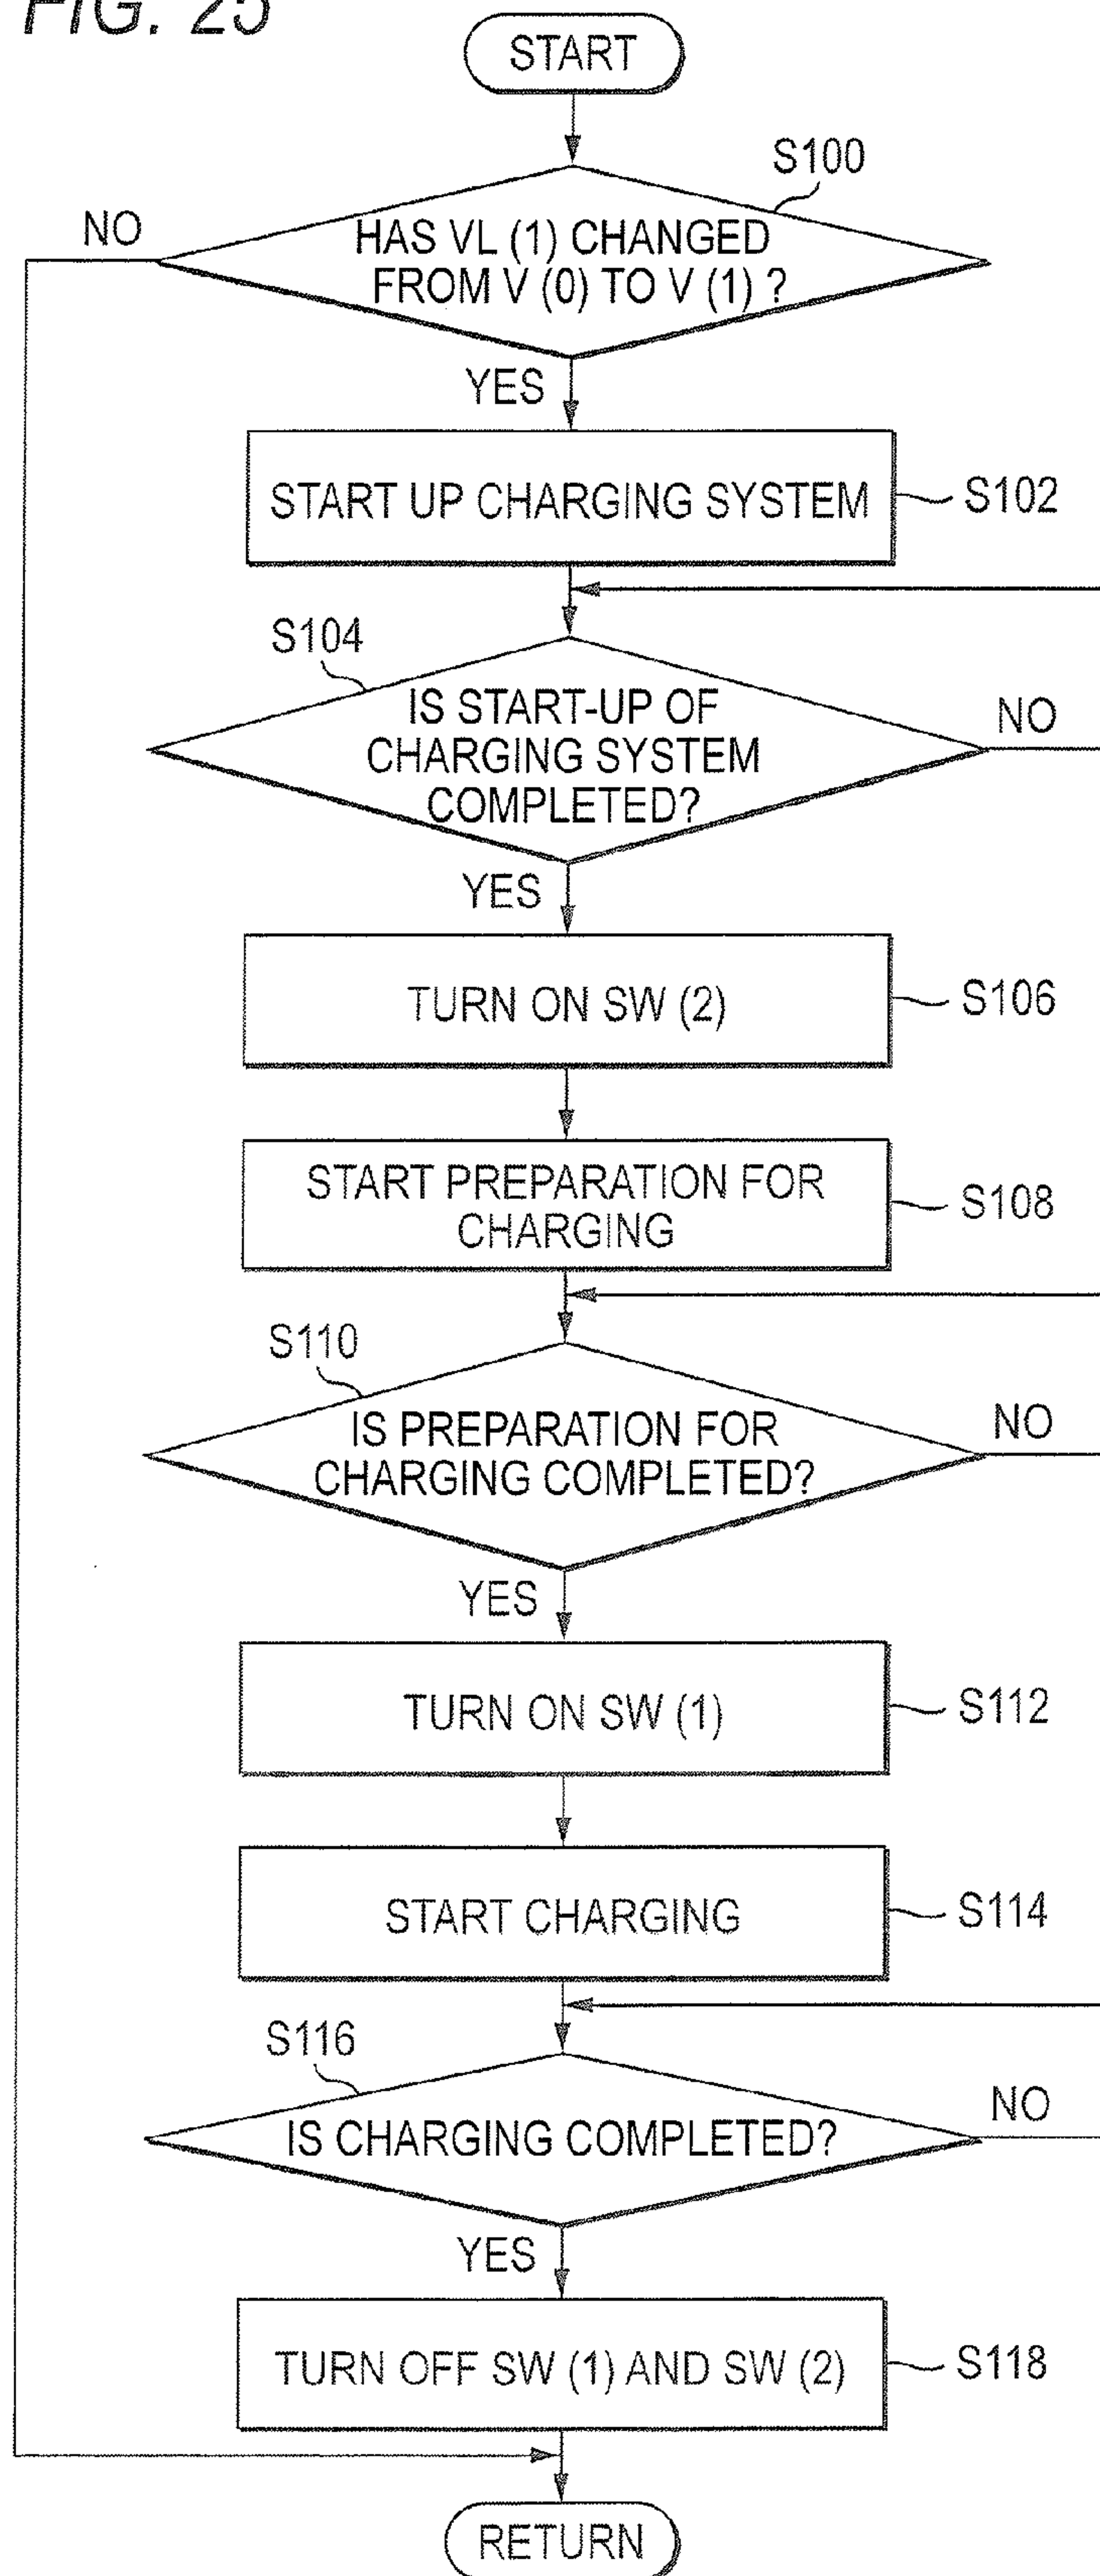 FIG. 25
START
S100
NO
HAS VL (1) CHANGED
FROM V (0) TO V (1) ?
YES
START UP CHARGING SYSTEM
S102
S104
IS START-UP OF
CHARGING SYSTEM
COMPLETED?
NO
YES
TURN ON SW (2)
S106
START PREPARATION FOR
CHARGING
S108
S110
IS PREPARATION FOR
CHARGING COMPLETED?
NO
YES
TURN ON SW (1)
S112
START CHARGING
S114
S116
IS CHARGING COMPLETED?
NO
YES
TURN OFF SW (1) AND SW (2)
S118
RETURN